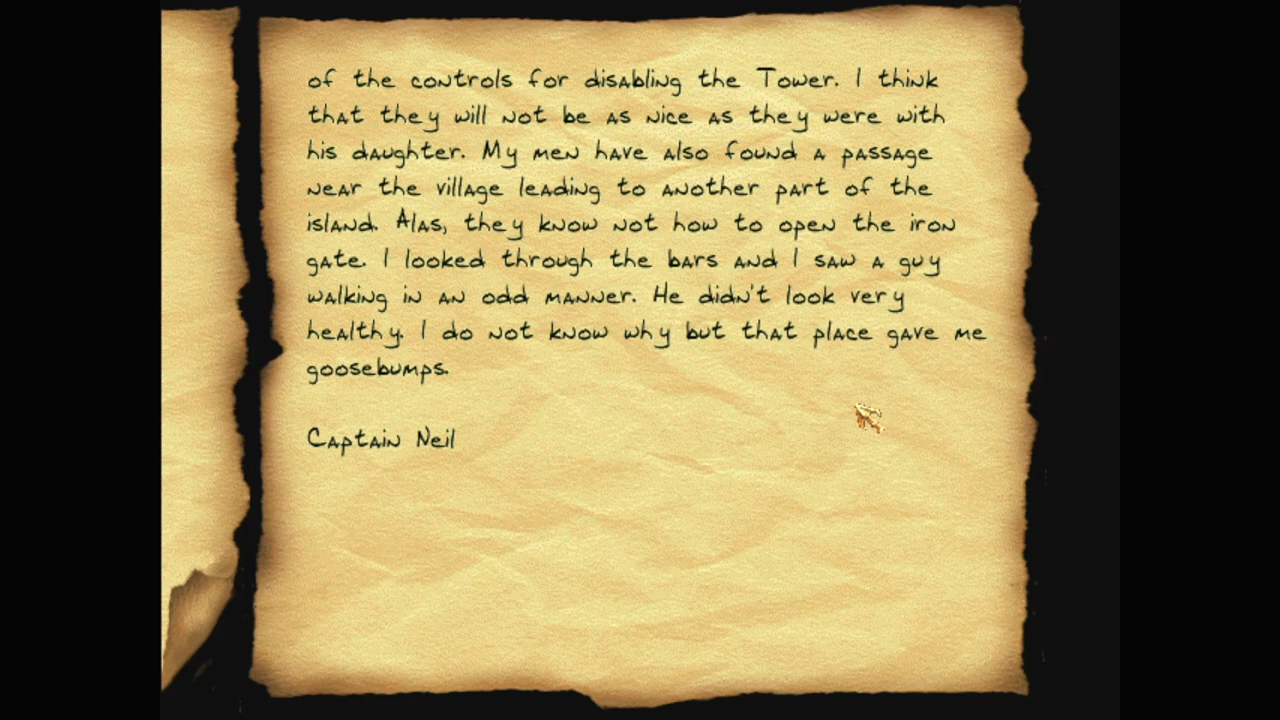 of the controls for disabling the Tower. I think
that they will not be as nice as they were with
his daughter. My men have also found a passage
near the village leading to another part of the
island. Alas, they know not how to open the iron
gate. I looked through the bars and I saw a guy
walking in an odd manner. He didn't look very
healthy. I do not know why but that place gave me
goosebumps.
Captain Neil